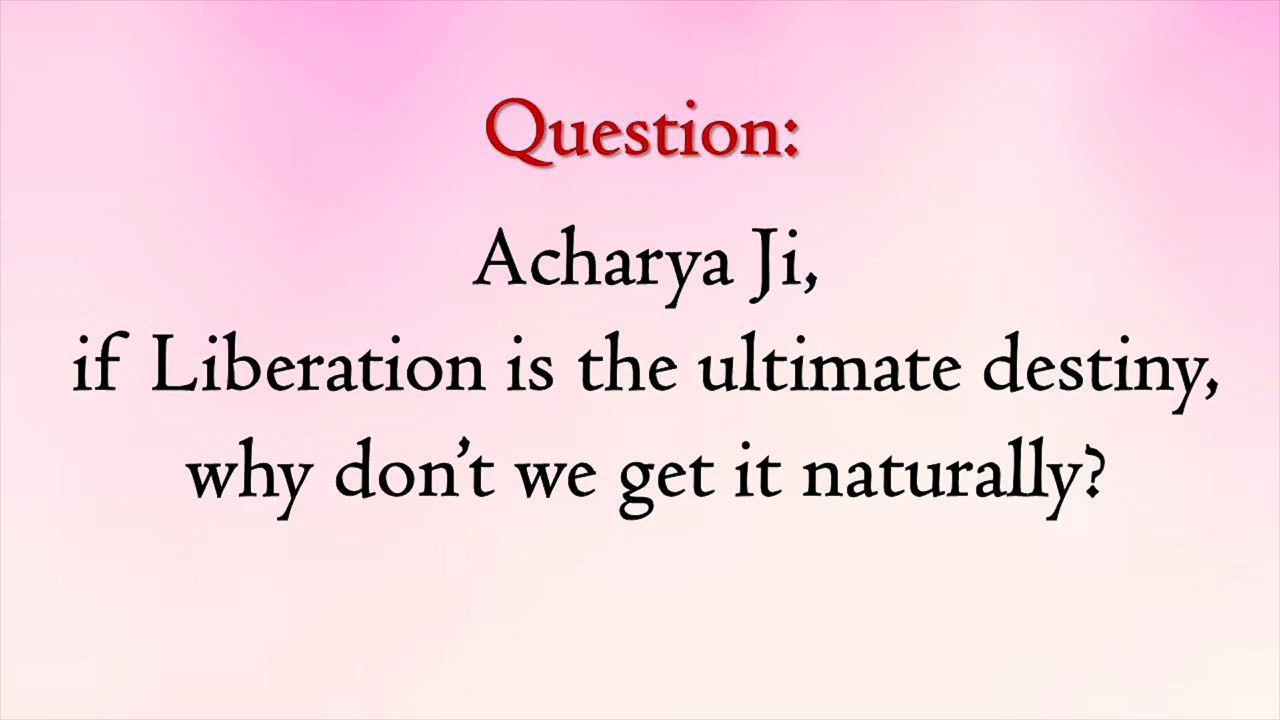 Question:
Acharya Ji,
if Liberation is the ultimate destiny,
why don’t we get it naturally?